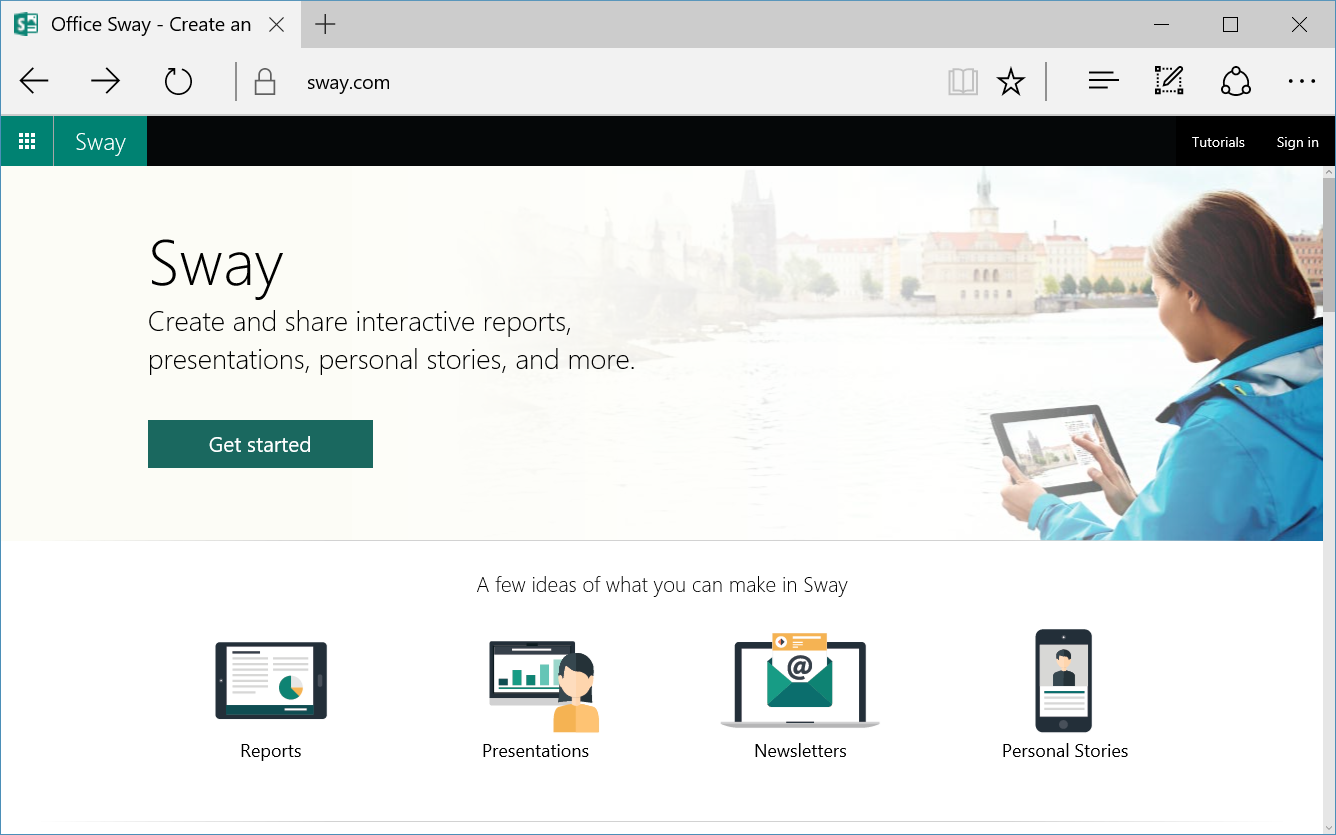 Office Sway - Create an
sway.com
Sway
Tutorials
Sign in
Sway
Create and share interactive reports,
presentations, personal stories, and more.
Get started
A few ideas of what you can make in Sway
@
Reports
Presentations
Newsletters
Personal Stories